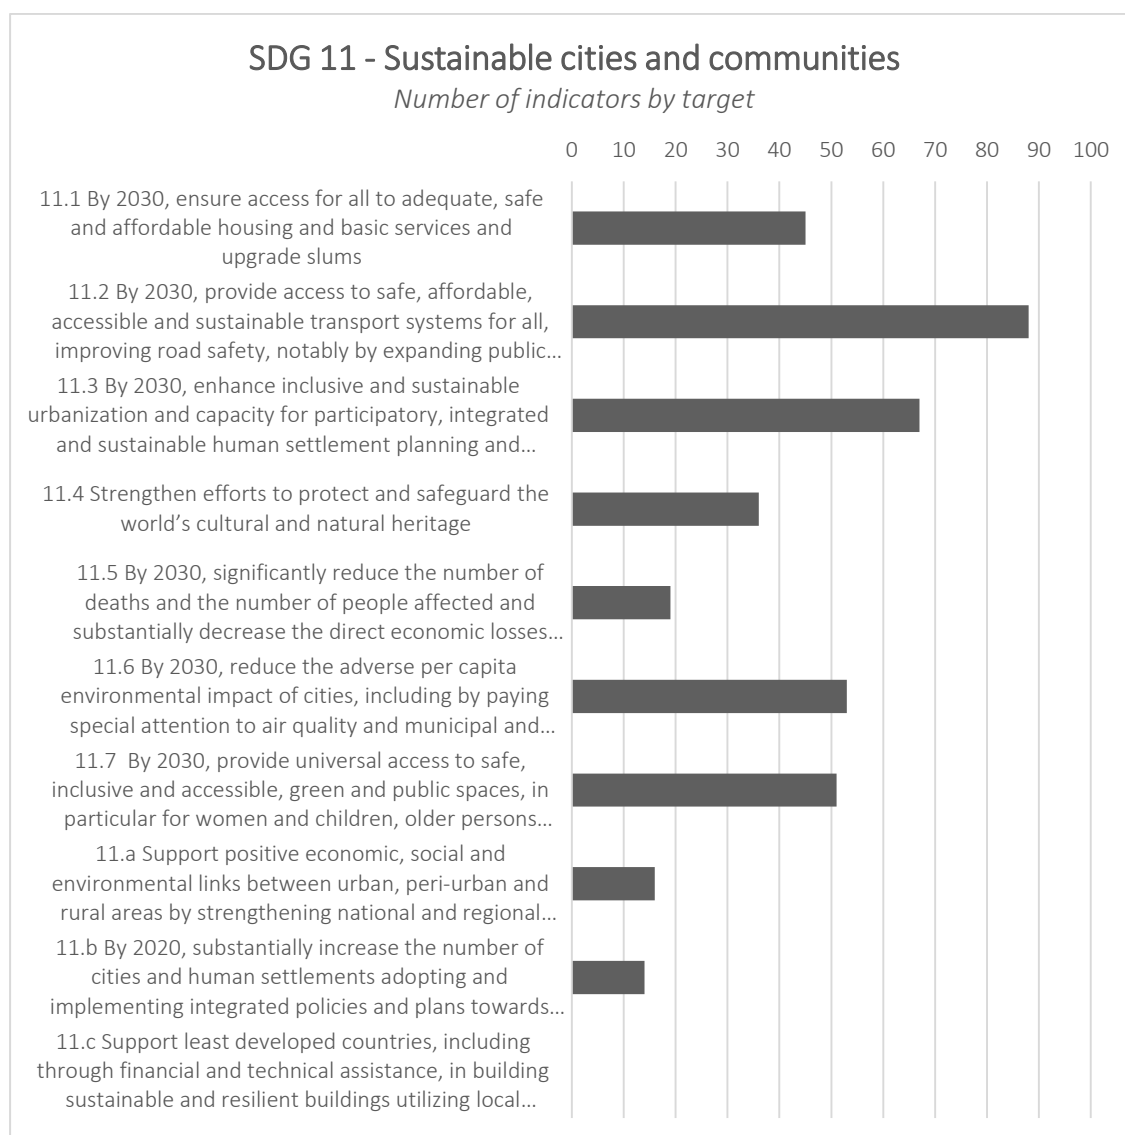 SDG 11 - Sustainable cities and communities
Number of indicators by target
0 10 20 30 40 50 60 70 80 90 100
11.1 By 2030, ensure access for all to adequate, safe
and affordable housing and basic services and
upgrade slums
11.2 By 2030, provide access to safe, affordable,
accessible and sustainable transport systems for all,
improving road safety, notably by expanding public…
11.3 By 2030, enhance inclusive and sustainable
urbanization and capacity for participatory, integrated
and sustainable human settlement planning and…
11.4 Strengthen efforts to protect and safeguard the
world’s cultural and natural heritage
11.5 By 2030, significantly reduce the number of
deaths and the number of people affected and
substantially decrease the direct economic losses…
11.6 By 2030, reduce the adverse per capita
environmental impact of cities, including by paying
special attention to air quality and municipal and…
11.7 By 2030, provide universal access to safe,
inclusive and accessible, green and public spaces, in
particular for women and children, older persons…
11.a Support positive economic, social and
environmental links between urban, peri-urban and
rural areas by strengthening national and regional…
11.b By 2020, substantially increase the number of
cities and human settlements adopting and
implementing integrated policies and plans towards…
11.c Support least developed countries, including
through financial and technical assistance, in building
sustainable and resilient buildings utilizing local…